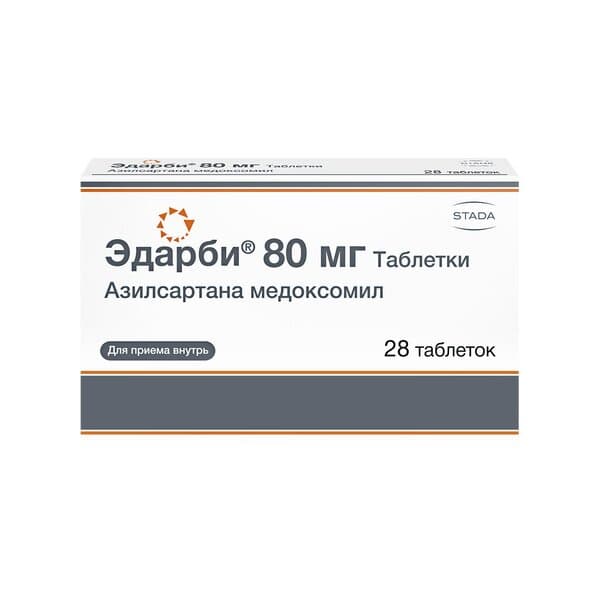 Эдарби® 80 мг Таблетки
Азилсартана медоксомил
28 таблеток
STADA
STADA
Эдарби® 80 мг Таблетки
Азилсартана медоксомил
Для приема внутрь
28 таблеток